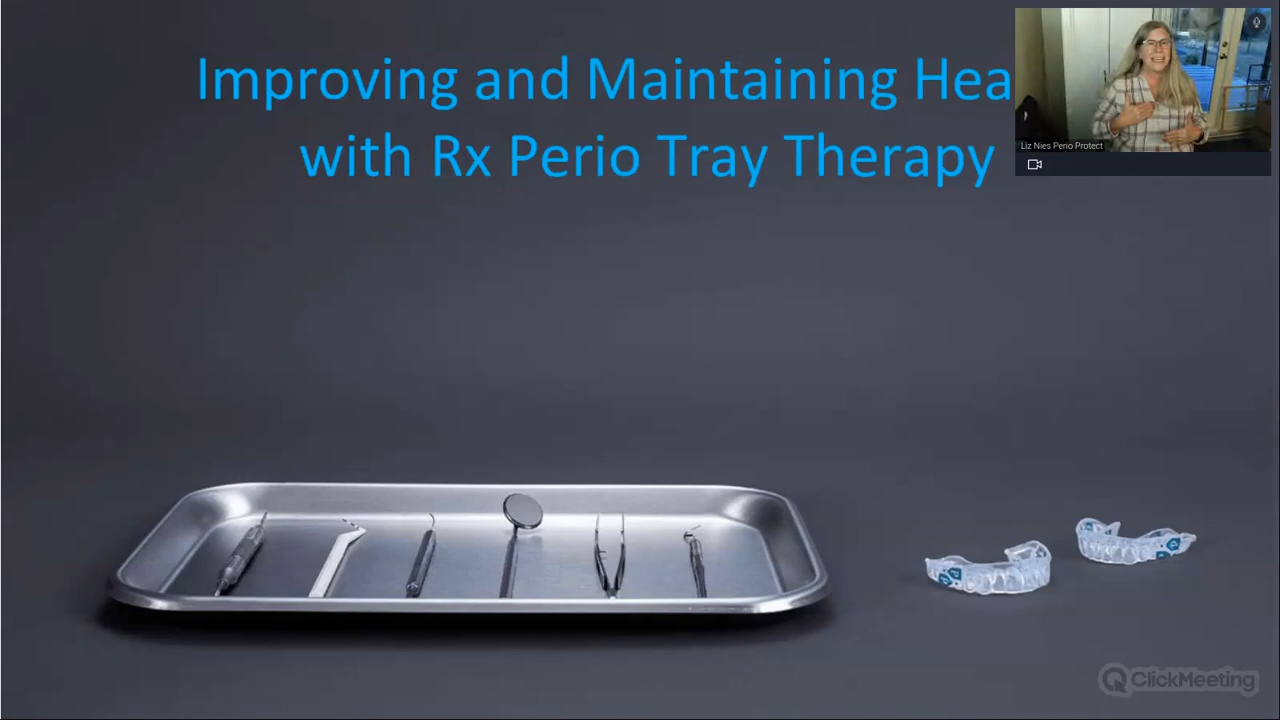 Improving and Maintaining Hea
with Rx Perio Tray Therapy
Liz Nies Perio Protect
ClickMeeting